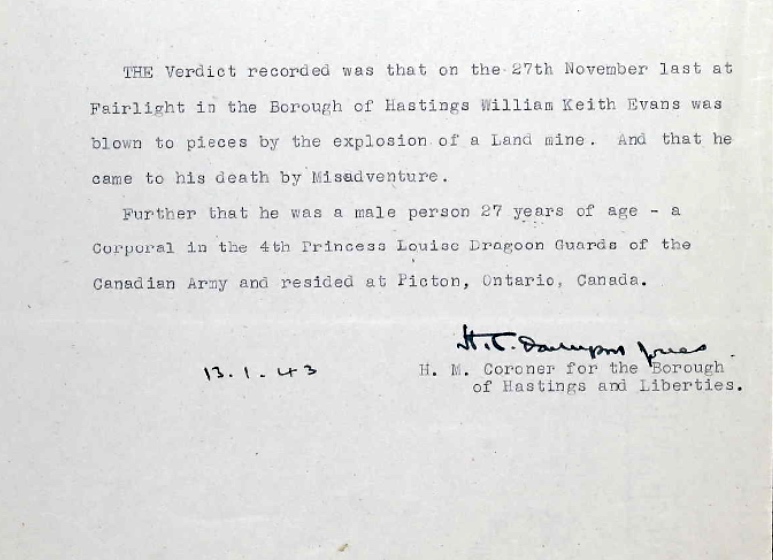 THE Verdict recorded was that on the 27th November last at
Fairlight in the Borough of Hastings William Keith Evans was
blown to pieces by the explosion of a Land mine. And that he
came to his death by Misadventure.
Further that he was a male person 27 years of age - a
Corporal in the 4th Princess Louise Dragoon Guards of the
Canadian Army and resided at Picton, Ontario, Canada.
13.1.43
H. M. Coroner for the Borough
of Hastings and Liberties.